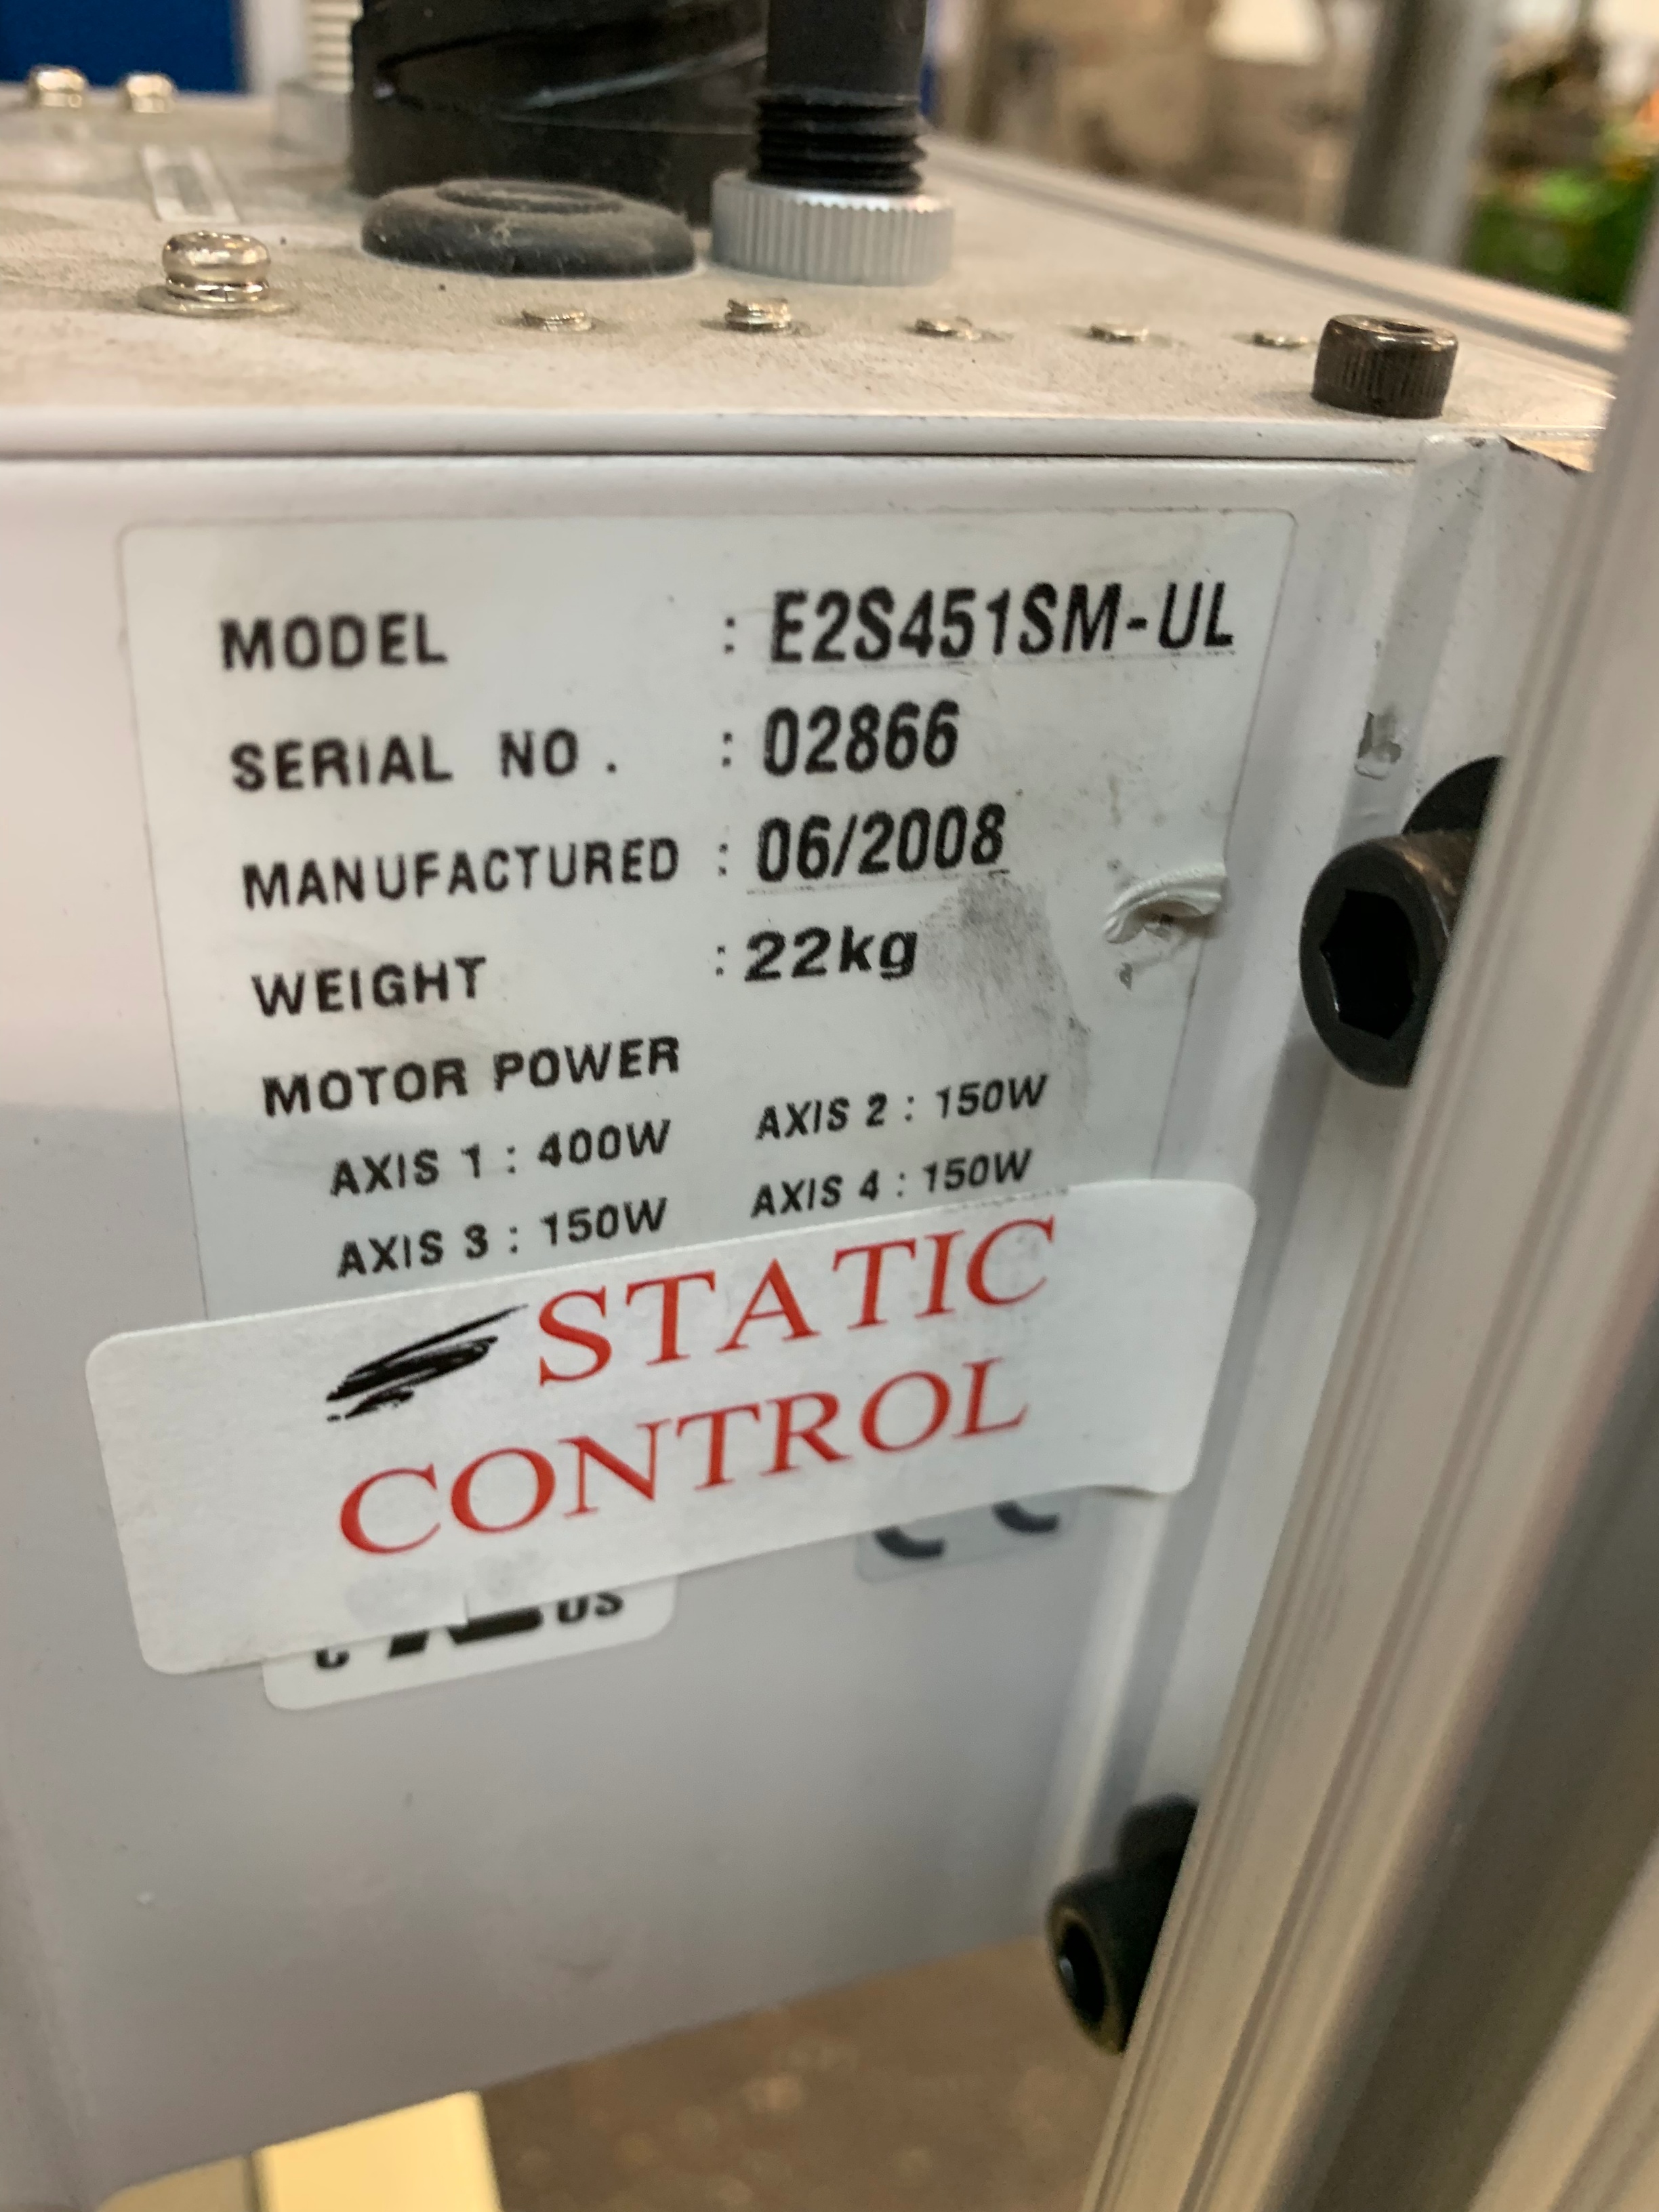 MODEL : E2S451SM-UL
SERIAL NO. : 02866
MANUFACTURED : 06/2008
WEIGHT : 22kg
MOTOR POWER
AXIS 1 : 400W AXIS 2 : 150W
AXIS 3 : 150W AXIS 4 : 150W
STATIC
CONTROL
C US